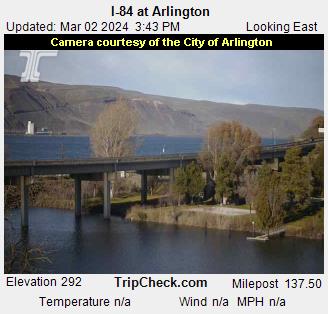 I-84 at Arlington
Updated: Mar 02 2024 3:43 PM Looking East
Camera courtesy of the City of Arlington
Elevation 292 TripCheck.com Milepost 137.50
Temperature n/a Wind n/a MPH n/a